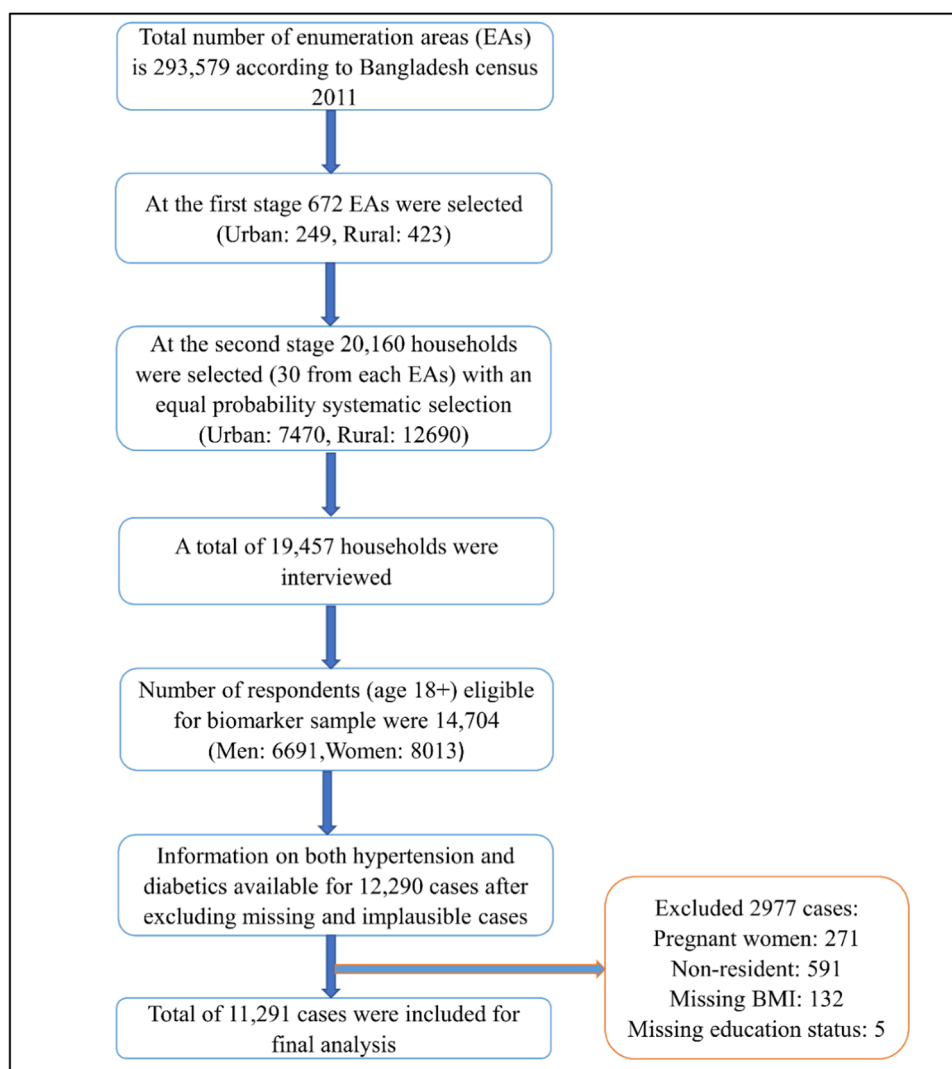 Total number of enumeration areas (EAs)
is 293,579 according to Bangladesh census
2011
At the first stage 672 EAs were selected
(Urban: 249, Rural: 423)
At the second stage 20,160 households
were selected (30 from each EAs) with an
equal probability systematic selection
(Urban: 7470, Rural: 12690)
A total of 19,457 households were
interviewed
Number of respondents (age 18+) eligible
for biomarker sample were 14,704
(Men: 6691,Women: 8013)
Information on both hypertension and
diabetics available for 12,290 cases after
excluding missing and implausible cases
Excluded 2977 cases:
Pregnant women: 271
Non-resident: 591
Missing BMI: 132
Missing education status: 5
Total of 11,291 cases were included for
final analysis